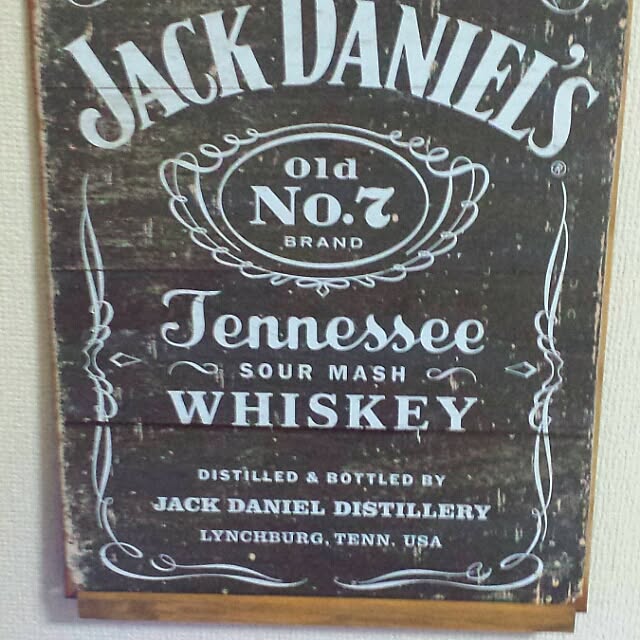 JACK DANIEL'S
®
Old
No.7
BRAND
Tennessee
SOUR MASH
WHISKEY
DISTILLED & BOTTLED BY
JACK DANIEL DISTILLERY
LYNCHBURG, TENN. USA